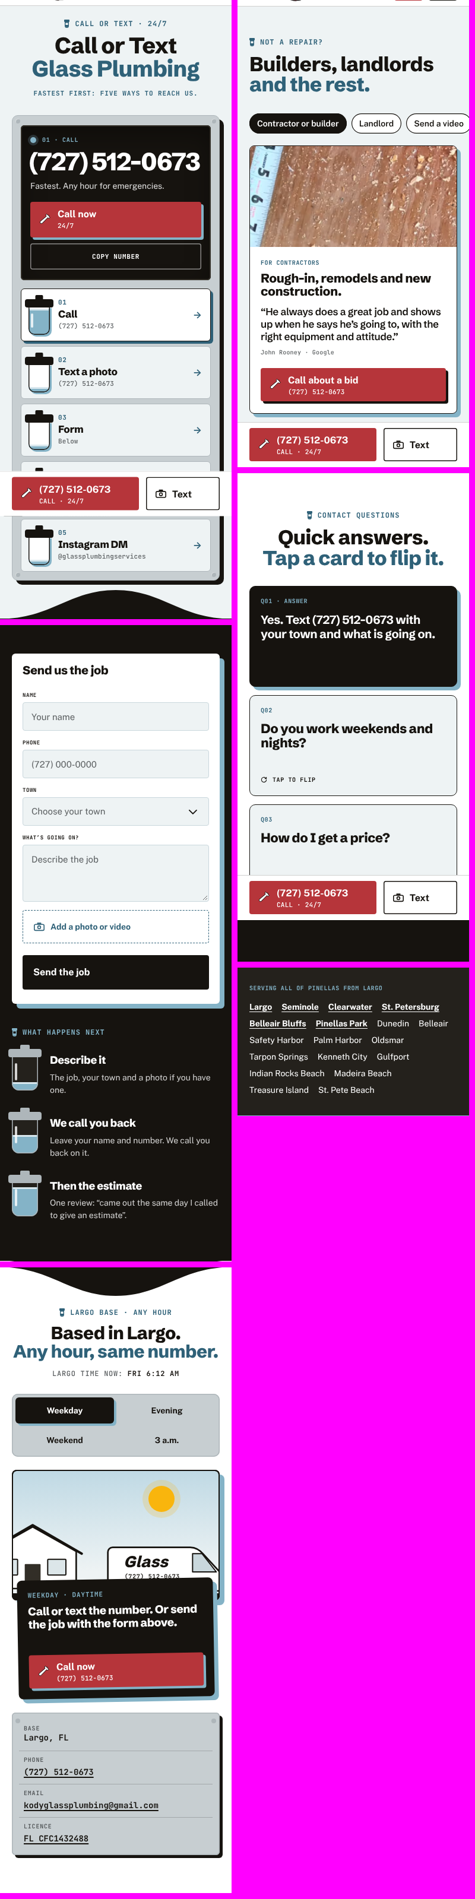 CALL OR TEXT · 24/7
Call or Text
Glass Plumbing
FASTEST FIRST: FIVE WAYS TO REACH US.
01 · CALL
(727) 512-0673
Fastest. Any hour for emergencies.
Call now
24/7
COPY NUMBER
01
Call
(727) 512-0673
02
Text a photo
(727) 512-0673
03
Form
Below
(727) 512-0673
CALL · 24/7
Text
05
Instagram DM
@glassplumbingservices
Send us the job
NAME
Your name
PHONE
(727) 000-0000
TOWN
Choose your town
WHAT'S GOING ON?
Describe the job
Add a photo or video
Send the job
WHAT HAPPENS NEXT
Describe it
The job, your town and a photo if you have
one.
We call you back
Leave your name and number. We call you
back on it.
Then the estimate
One review: “came out the same day I called
to give an estimate”.
LARGO BASE · ANY HOUR
Based in Largo.
Any hour, same number.
LARGO TIME NOW: FRI 6:12 AM
Weekday
Evening
Weekend
3 a.m.
Glass
(727) 512-0673
WEEKDAY · DAYTIME
Call or text the number. Or send
the job with the form above.
Call now
(727) 512-0673
BASE
Largo, FL
PHONE
(727) 512-0673
EMAIL
kodyglassplumbing@gmail.com
LICENCE
FL CFC1432488
NOT A REPAIR?
Builders, landlords
and the rest.
Contractor or builder
Landlord
Send a video
5
6
7
FOR CONTRACTORS
Rough-in, remodels and new
construction.
“He always does a great job and shows
up when he says he's going to, with the
right equipment and attitude.”
John Rooney · Google
Call about a bid
(727) 512-0673
(727) 512-0673
CALL · 24/7
Text
CONTACT QUESTIONS
Quick answers.
Tap a card to flip it.
Q01 · ANSWER
Yes. Text (727) 512-0673 with
your town and what is going on.
Q02
Do you work weekends and
nights?
TAP TO FLIP
Q03
How do I get a price?
(727) 512-0673
CALL · 24/7
Text
SERVING ALL OF PINELLAS FROM LARGO
Largo Seminole Clearwater St. Petersburg
Belleair Bluffs Pinellas Park Dunedin Belleair
Safety Harbor Palm Harbor Oldsmar
Tarpon Springs Kenneth City Gulfport
Indian Rocks Beach Madeira Beach
Treasure Island St. Pete Beach